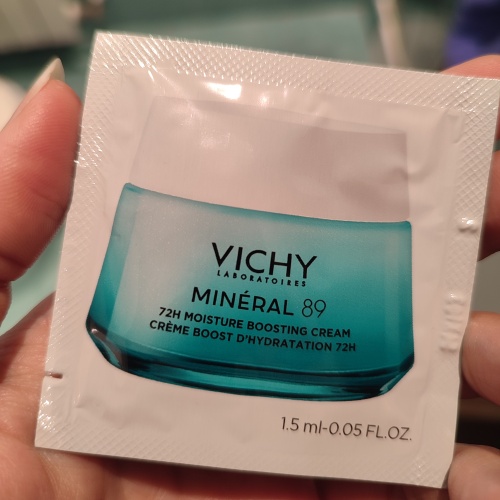 VICHY
LABORATOIRES
MINÉRAL 89
72H MOISTURE BOOSTING CREAM
CRÈME BOOST D'HYDRATATION 72H
1.5 ml-0.05 FL.OZ.